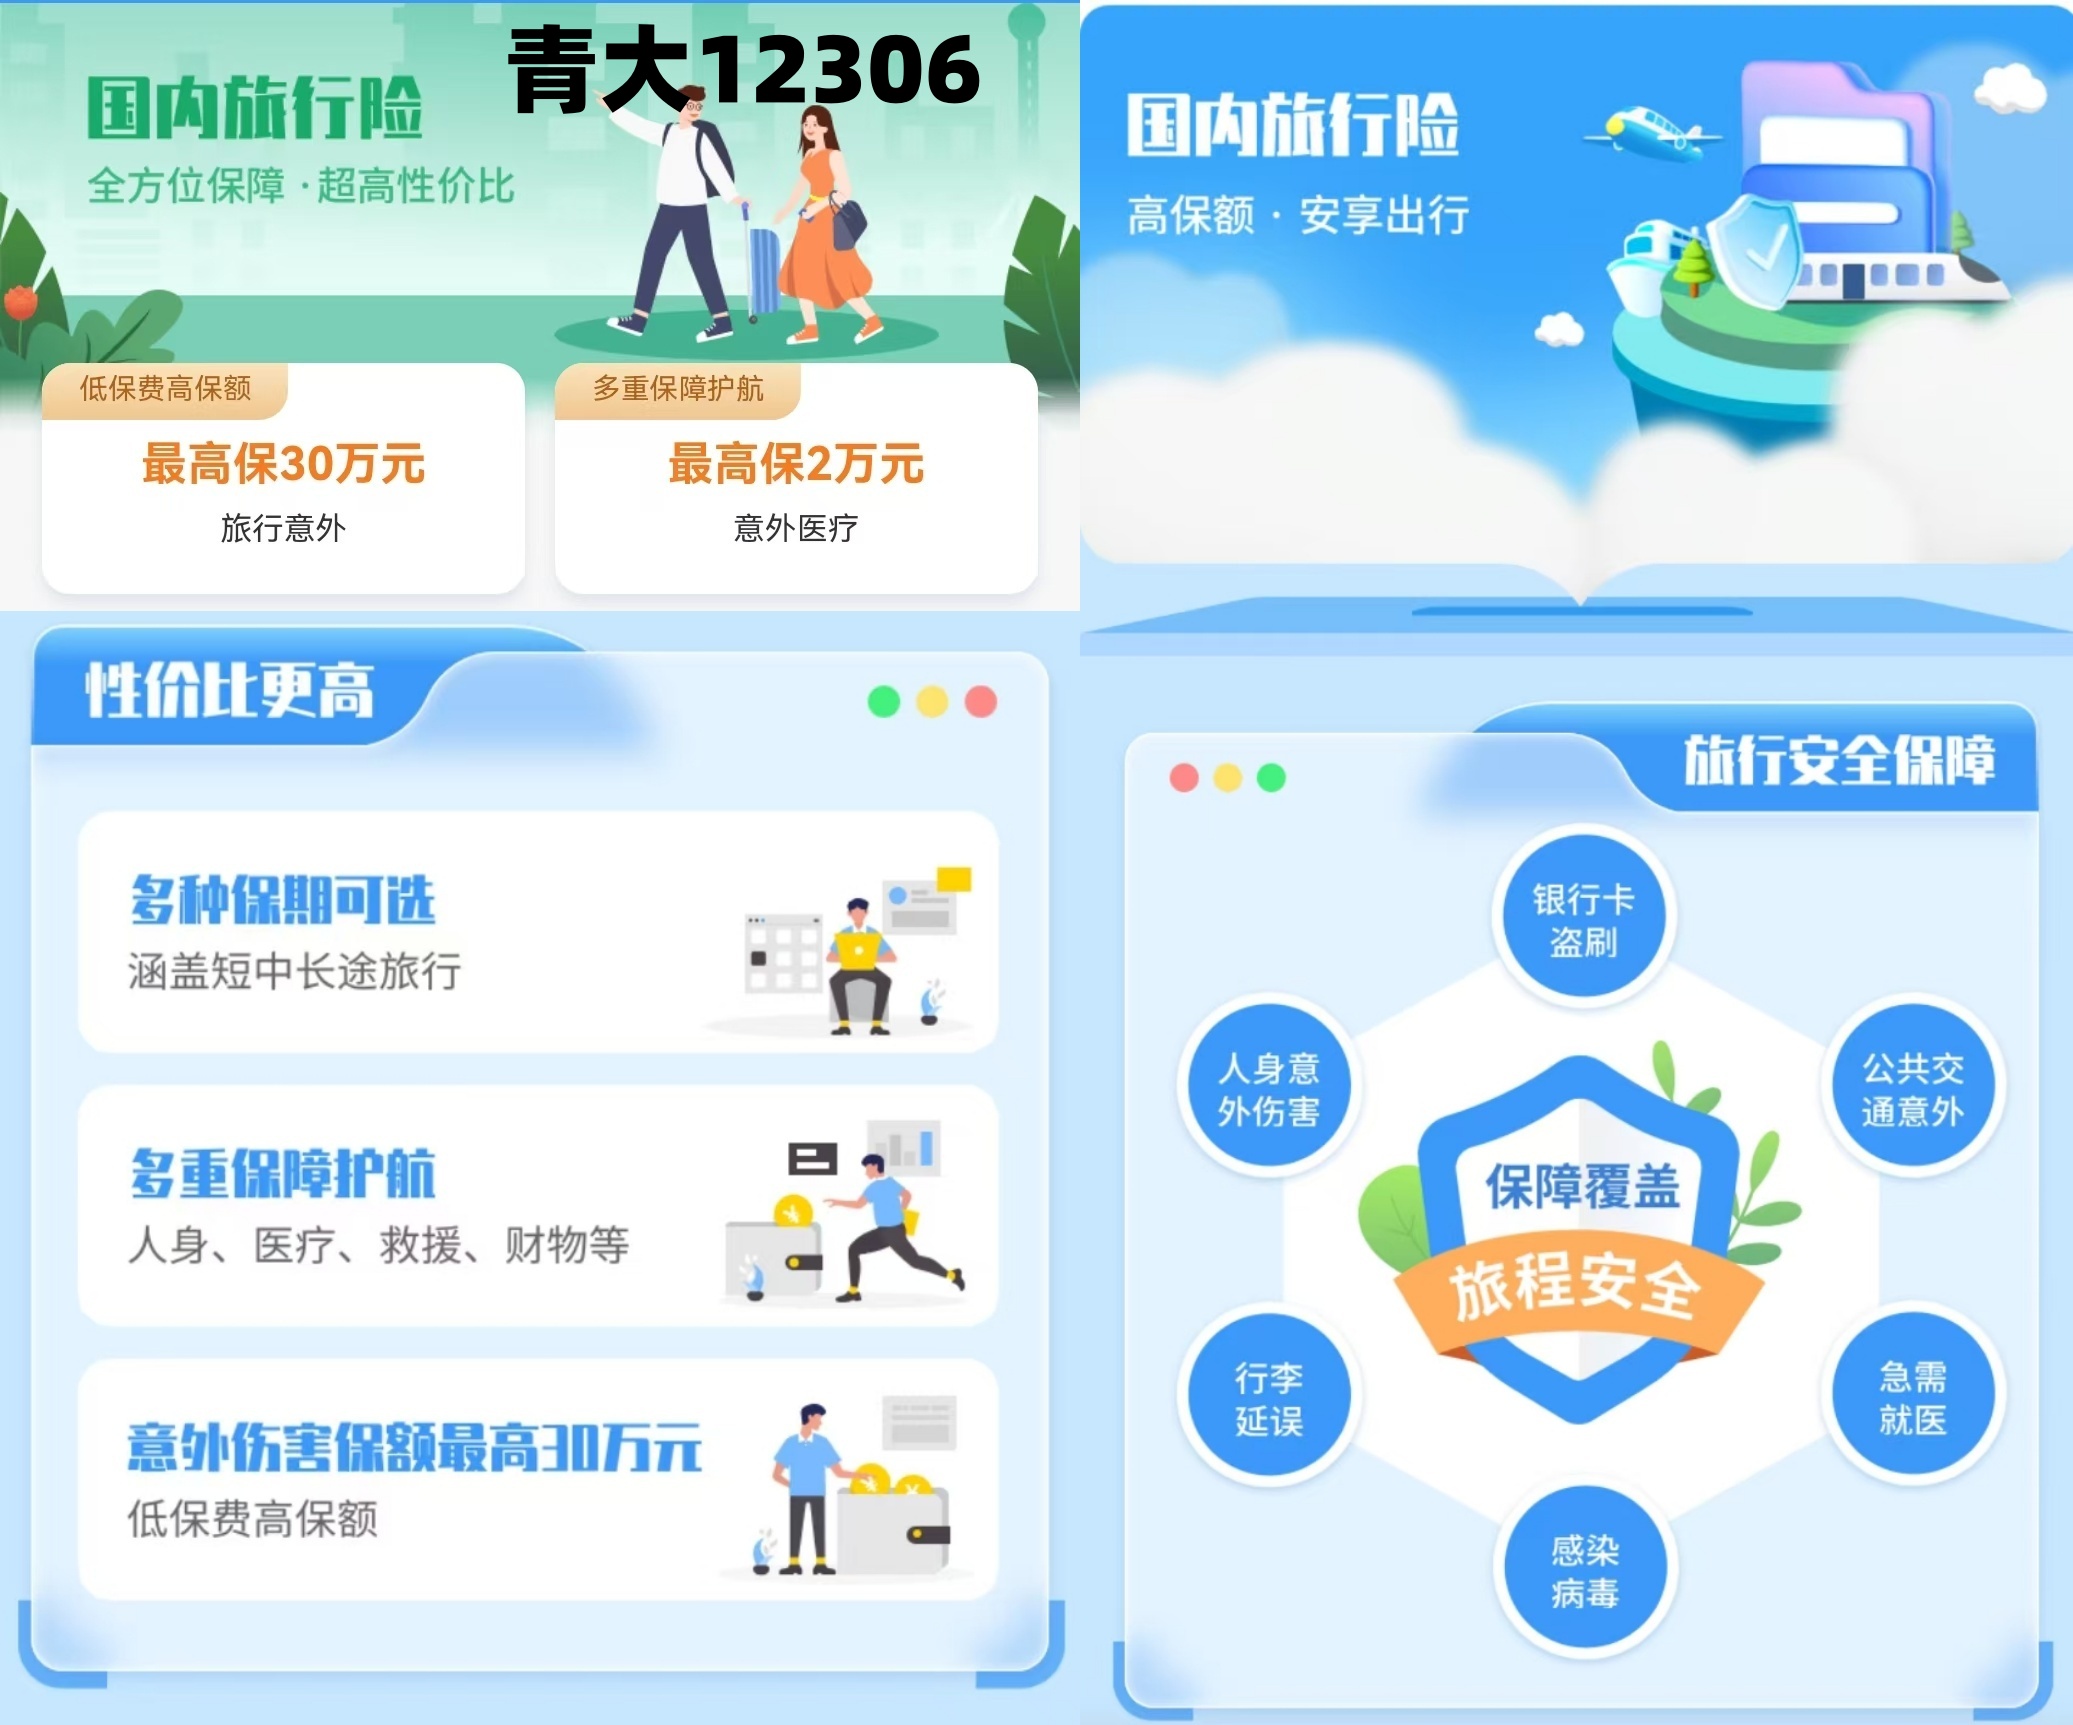 青大12306
国内旅行险
全方位保障·超高性价比
低保费高保额
最高保30万元
旅行意外
多重保障护航
最高保2万元
意外医疗
国内旅行险
高保额·安享出行
性价比更高
多种保期可选
涵盖短中长途旅行
多重保障护航
人身、医疗、救援、财物等
意外伤害保额最高30万元
低保费高保额
旅行安全保障
银行卡
盗刷
人身意
外伤害
公共交
通意外
保障覆盖
旅程安全
行李
延误
急需
就医
感染
病毒